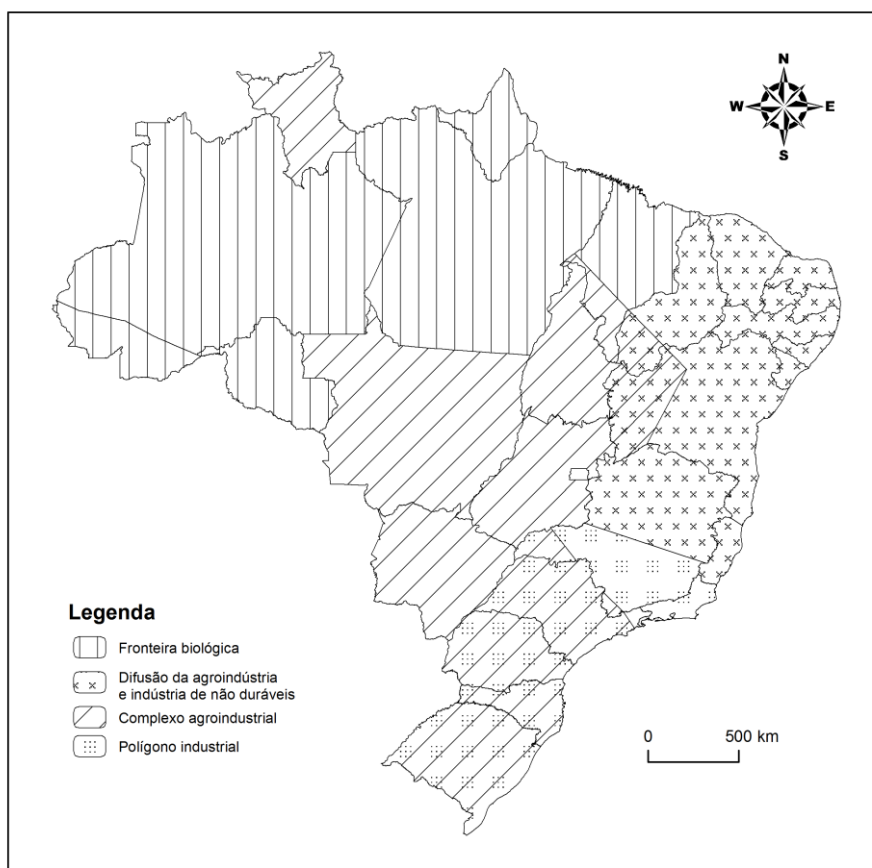 N
W E
S
Legenda
Fronteira biológica
Difusão da agroindústria
e indústria de não duráveis
Complexo agroindustrial
Polígono industrial
0 500 km